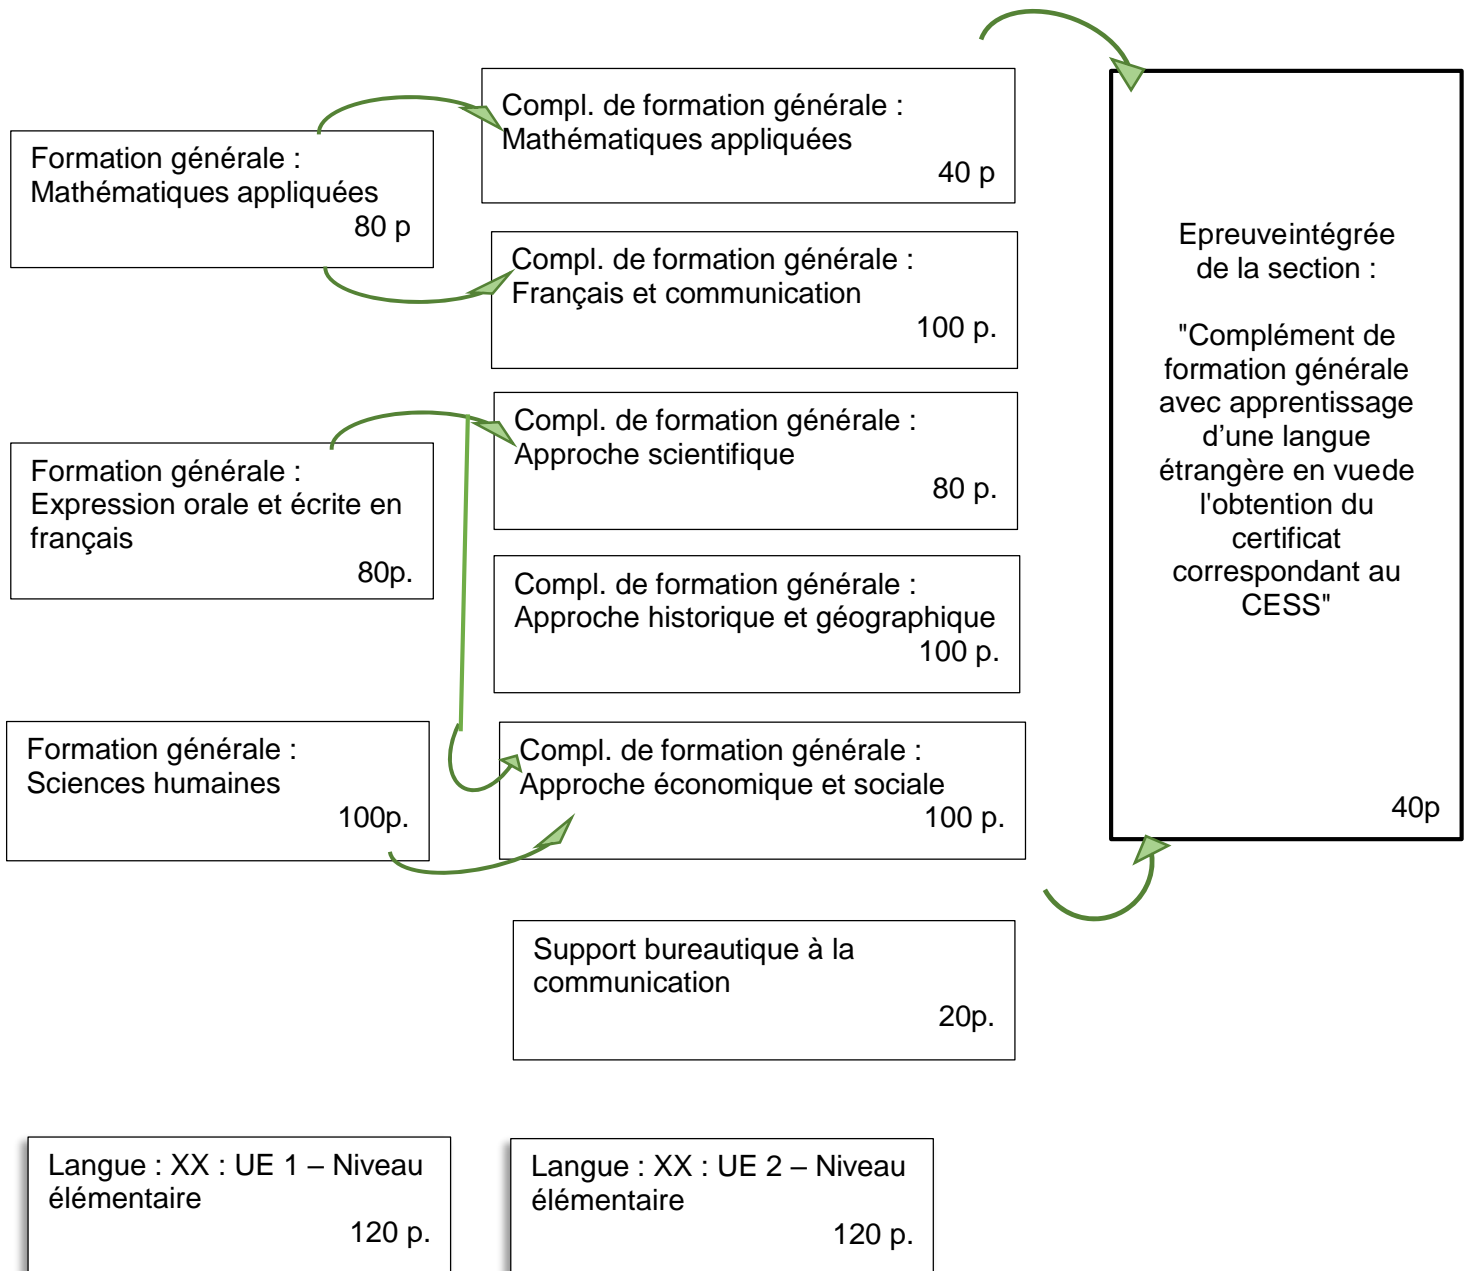 Formation générale :
Mathématiques appliquées
80 p
Formation générale :
Expression orale et écrite en
français
80p.
Formation générale :
Sciences humaines
100p.
Compl. de formation générale :
Mathématiques appliquées
40 p
Compl. de formation générale :
Français et communication
100 p.
Compl. de formation générale :
Approche scientifique
80 p.
Compl. de formation générale :
Approche historique et géographique
100 p.
Compl. de formation générale :
Approche économique et sociale
100 p.
Support bureautique à la
communication
20p.
Epreuveintégrée
de la section :
"Complément de
formation générale
avec apprentissage
d’une langue
étrangère en vuede
l'obtention du
certificat
correspondant au
CESS"
40p
Langue : XX : UE 1 – Niveau
élémentaire
120 p.
Langue : XX : UE 2 – Niveau
élémentaire
120 p.